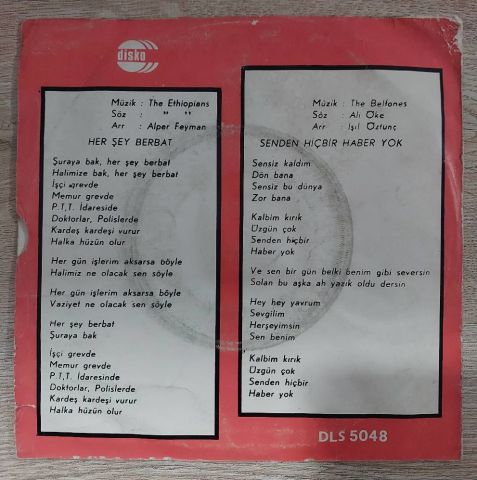 disko
Müzik : The Ethiopians
Söz : " "
Arr : Alper Feyman
HER ŞEY BERBAT
Şuraya bak, her şey berbat
Halimize bak, her şey berbat
İşçi grevde
Memur grevde
P.T.T. İdareside
Doktorlar, Polislerde
Kardeş kardeşi vurur
Halka hüzün olur
Her gün işlerim aksarsa böyle
Halimiz ne olacak sen söyle
Her gün işlerim aksarsa böyle
Vaziyet ne olacak sen söyle
Her şey berbat
Şuraya bak
İşçi grevde
Memur grevde
P.T.T. İdaresinde
Doktorlar, Polislerde
Kardeş kardeşi vurur
Halka hüzün olur
Müzik : The Belfones
Söz : Ali Öke
Arr : Işıl Öztunç
SENDEN HİÇBİR HABER YOK
Sensiz kaldım
Dön bana
Sensiz bu dünya
Zor bana
Kalbim kırık
Üzgün çok
Senden hiçbir
Haber yok
Ve sen bir gün belki benim gibi seversin
Solan bu aşka ah yazık oldu dersin
Hey hey yavrum
Sevgilim
Herşeyimsin
Sen benim
Kalbim kırık
Üzgün çok
Senden hiçbir
Haber yok
DLS 5048